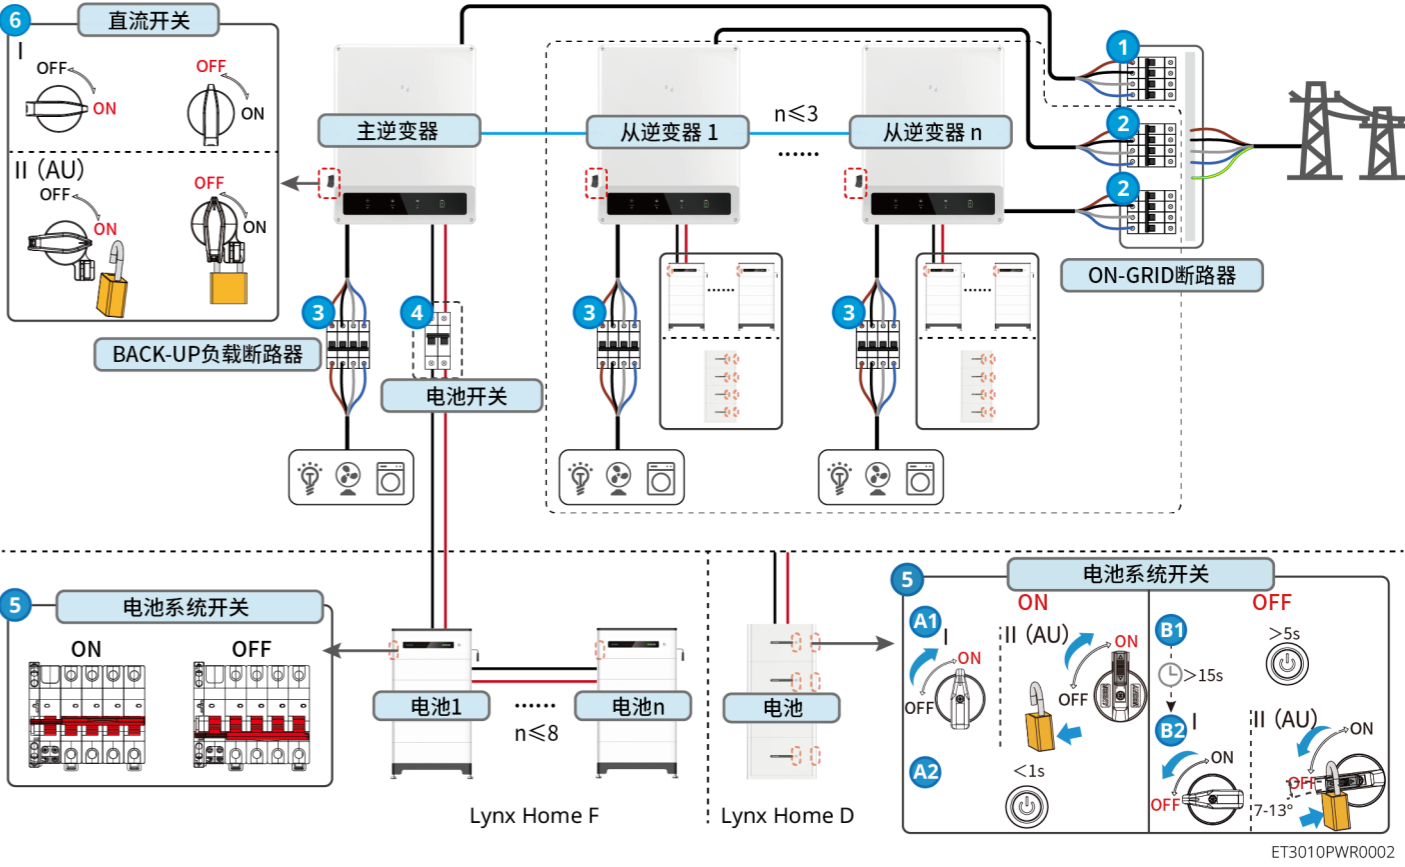 6
直流开关
I
OFF
ON
OFF
ON
II (AU)
OFF
ON
OFF
ON
主逆变器
从逆变器 1
n≤3
......
从逆变器 n
1
2
2
ON-GRID断路器
3
BACK-UP负载断路器
4
电池开关
3
......
3
......
5
电池系统开关
ON
OFF
电池1
......
n≤8
电池n
Lynx Home F
电池
Lynx Home D
5
电池系统开关
ON
OFF
A1
I
ON
OFF
II (AU)
ON
OFF
A2
<1s
B1
>5s
>15s
B2
I
ON
OFF
II (AU)
ON
OFF
7-13°
ET3010PWR0002